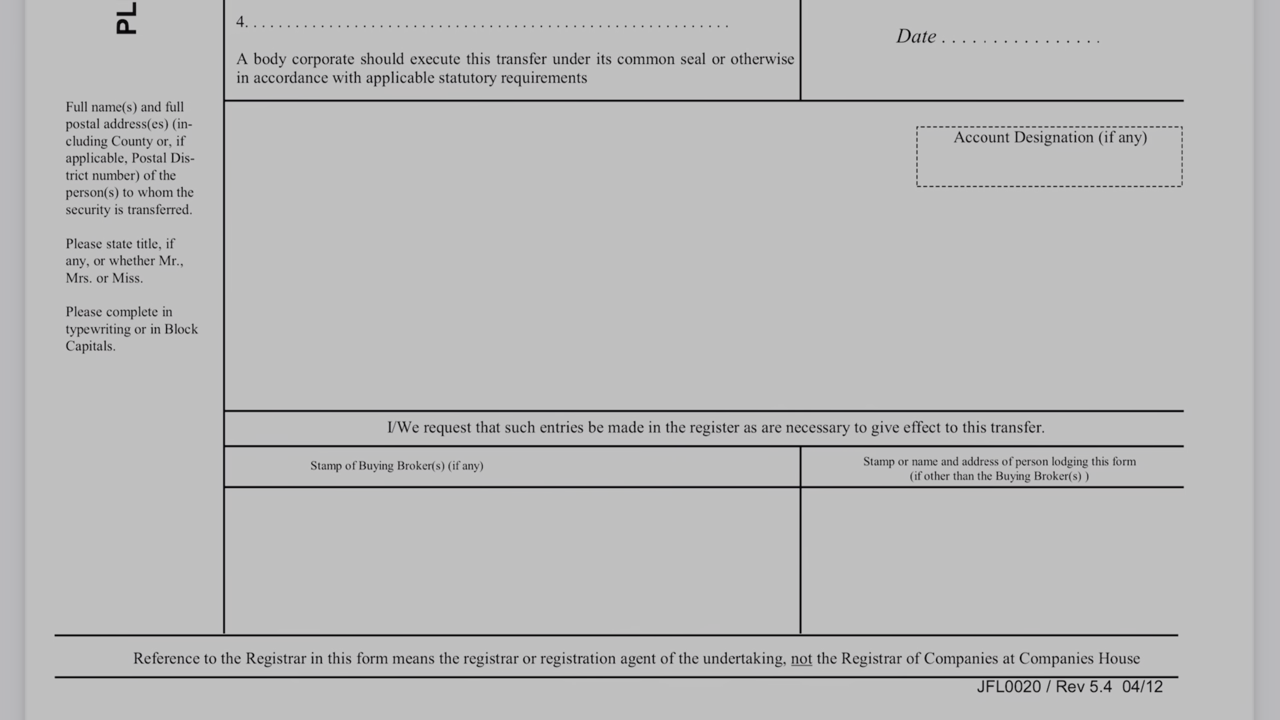 PL
4. . . . . . . . . . . . . . . . . . . . . . . . . . . . . . . . . . . . . . . . . . . . . . . . . . . . . . . .
Date . . . . . . . . . . . . . . . .
A body corporate should execute this transfer under its common seal or otherwise
in accordance with applicable statutory requirements
Full name(s) and full
postal address(es) (in-
cluding County or, if
applicable, Postal Dis-
trict number) of the
person(s) to whom the
security is transferred.
Please state title, if
any, or whether Mr.,
Mrs. or Miss.
Please complete in
typewriting or in Block
Capitals.
Account Designation (if any)
I/We request that such entries be made in the register as are necessary to give effect to this transfer.
Stamp of Buying Broker(s) (if any)
Stamp or name and address of person lodging this form
(if other than the Buying Broker(s) )
Reference to the Registrar in this form means the registrar or registration agent of the undertaking, not the Registrar of Companies at Companies House
JFL0020 / Rev 5.4 04/12